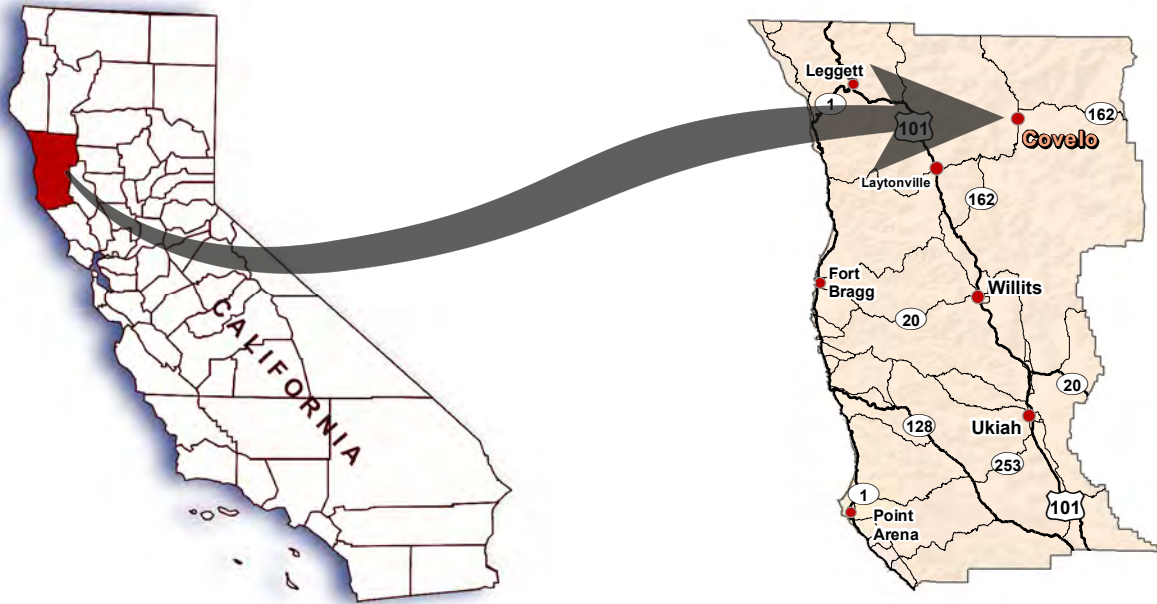 CALIFORNIA
Leggett
1
101
162
Covelo
Laytonville
162
Fort
Bragg
Willits
20
20
128
Ukiah
253
1
Point
Arena
101